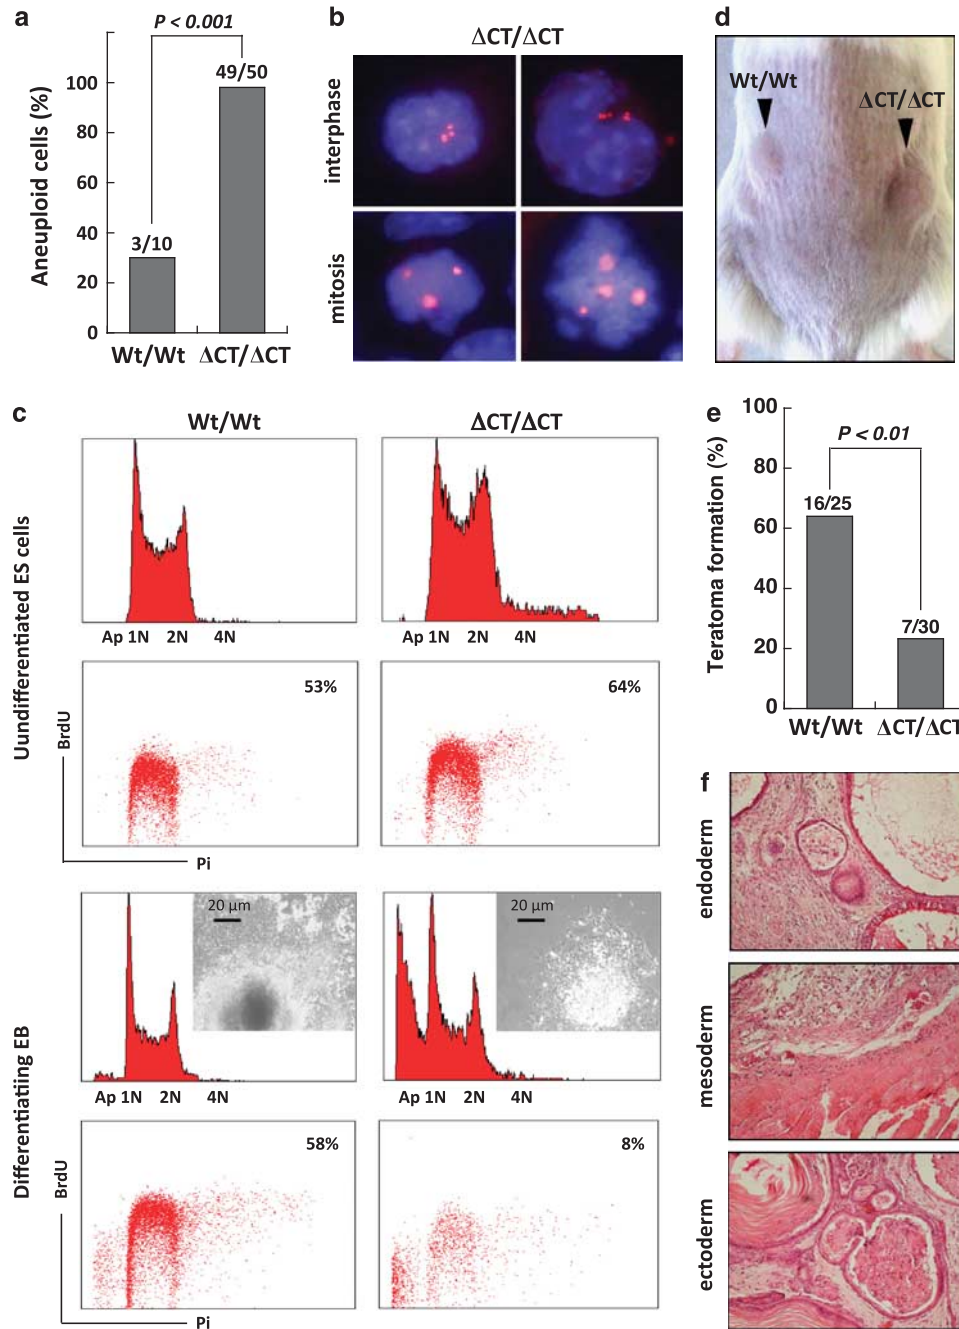 a
P < 0.001
Aneuploid cells (%)
100
80
60
40
20
0
49/50
3/10
Wt/Wt ΔCT/ΔCT
b
ΔCT/ΔCT
interphase
mitosis
d
Wt/Wt
ΔCT/ΔCT
c
Wt/Wt ΔCT/ΔCT
Uundifferentiated ES cells
Ap 1N 2N 4N
Ap 1N 2N 4N
BrdU
53%
64%
Pi
Differentiating EB
20 µm
20 µm
Ap 1N 2N 4N
Ap 1N 2N 4N
BrdU
58%
8%
Pi
e
Teratoma formation (%)
100
80
60
40
20
0
P < 0.01
16/25
7/30
Wt/Wt ΔCT/ΔCT
f
endoderm
mesoderm
ectoderm